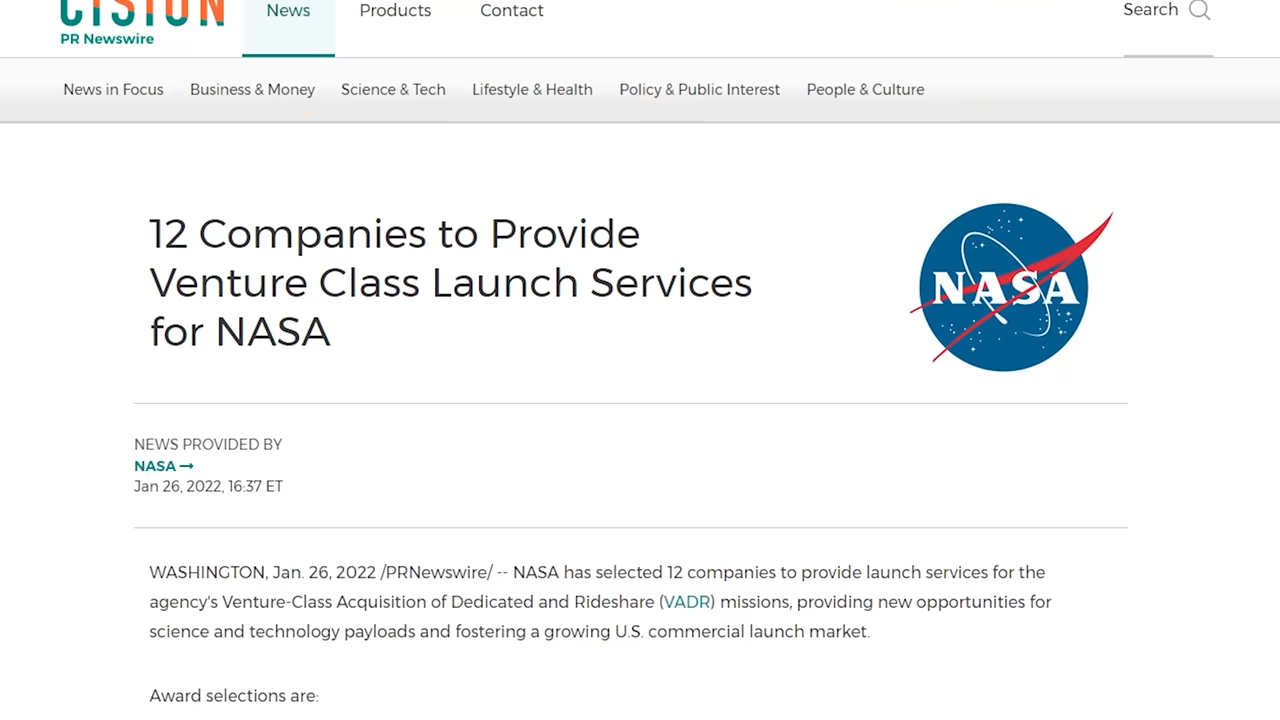 CISION
PR Newswire
News
Products
Contact
Search
News in Focus
Business & Money
Science & Tech
Lifestyle & Health
Policy & Public Interest
People & Culture
12 Companies to Provide
Venture Class Launch Services
for NASA
NASA
NEWS PROVIDED BY
NASA →
Jan 26, 2022, 16:37 ET
WASHINGTON, Jan. 26, 2022 /PRNewswire/ -- NASA has selected 12 companies to provide launch services for the
agency's Venture-Class Acquisition of Dedicated and Rideshare (VADR) missions, providing new opportunities for
science and technology payloads and fostering a growing U.S. commercial launch market.
Award selections are: